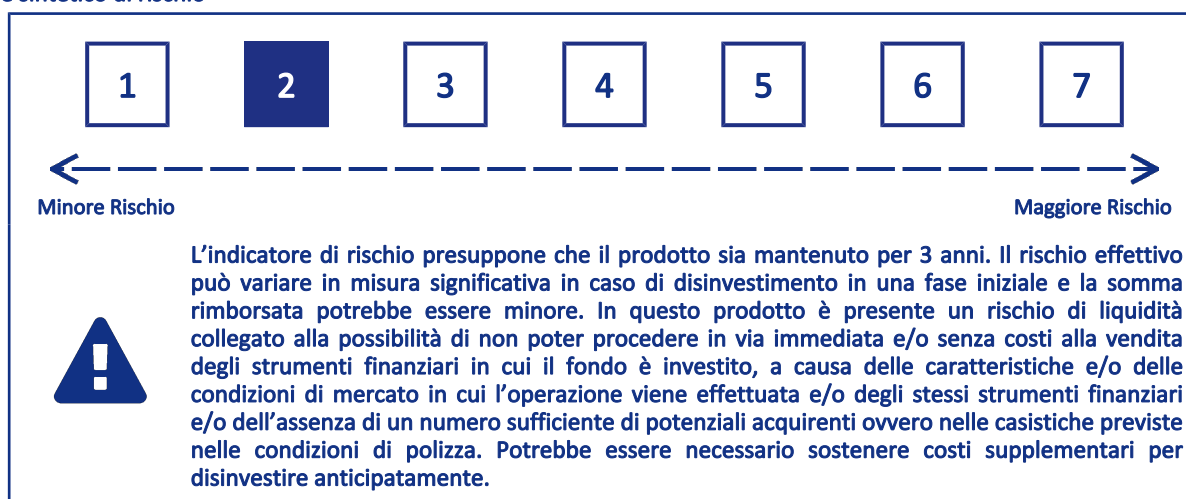 sintetico di rischio
1 2 3 4 5 6 7
Minore Rischio Maggiore Rischio
L'indicatore di rischio presuppone che il prodotto sia mantenuto per 3 anni. Il rischio effettivo
può variare in misura significativa in caso di disinvestimento in una fase iniziale e la somma
rimborsata potrebbe essere minore. In questo prodotto è presente un rischio di liquidità
collegato alla possibilità di non poter procedere in via immediata e/o senza costi alla vendita
degli strumenti finanziari in cui il fondo è investito, a causa delle caratteristiche e/o delle
condizioni di mercato in cui l'operazione viene effettuata e/o degli stessi strumenti finanziari
e/o dell'assenza di un numero sufficiente di potenziali acquirenti ovvero nelle casistiche previste
nelle condizioni di polizza. Potrebbe essere necessario sostenere costi supplementari per
disinvestire anticipatamente.